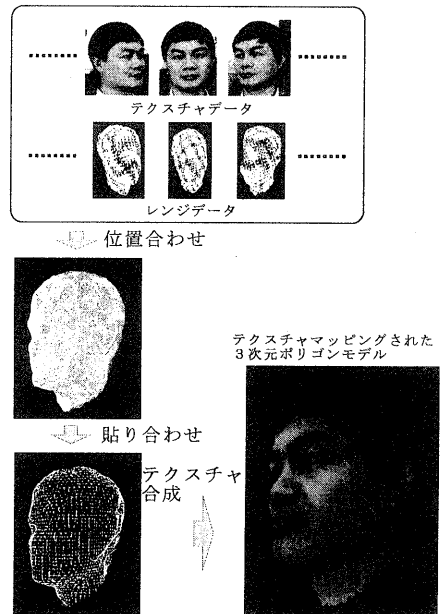 テクスチャデータ
レンジデータ
位置合わせ
テクスチャマッピングされた
3次元ポリゴンモデル
貼り合わせ
テクスチャ
合成